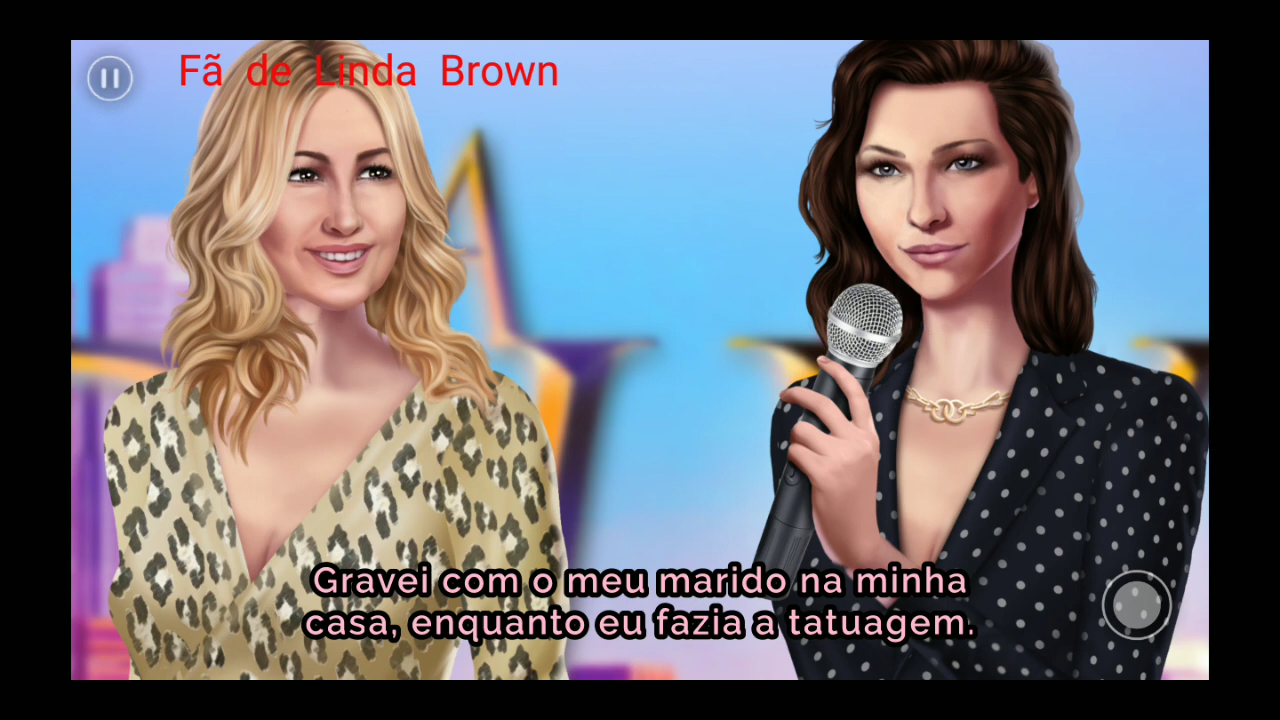 Fã de Linda Brown
Gravei com o meu marido na minha
casa, enquanto eu fazia a tatuagem.